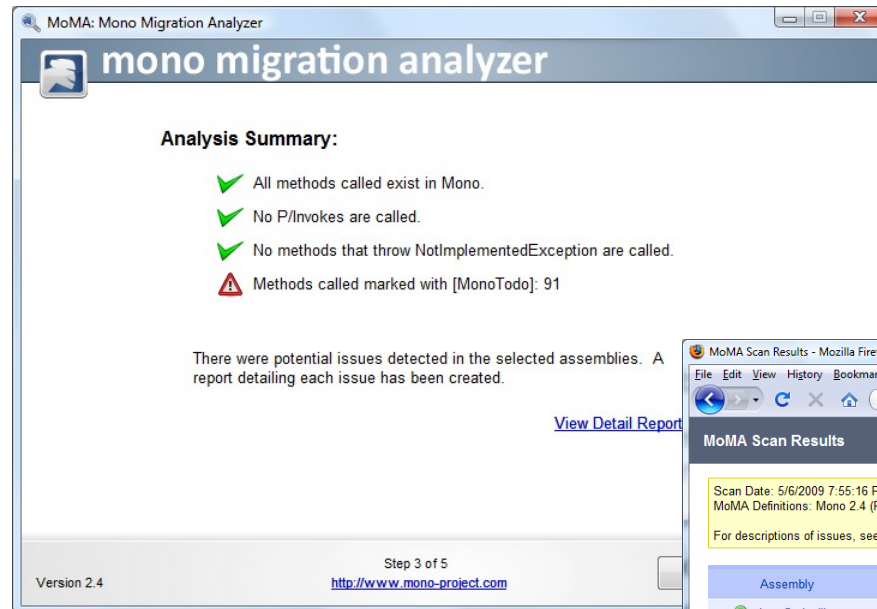 MoMA: Mono Migration Analyzer
mono migration analyzer
Analysis Summary:
All methods called exist in Mono.
No P/Invokes are called.
No methods that throw NotImplementedException are called.
Methods called marked with [MonoTodo]: 91
There were potential issues detected in the selected assemblies. A
report detailing each issue has been created.
View Detail Report
Step 3 of 5
Version 2.4
http://www.mono-project.com
MoMA Scan Results - Mozilla Fire
File Edit View History Bookmar
MoMA Scan Results
Scan Date: 5/6/2009 7:55:16 P
MoMA Definitions: Mono 2.4 (
For descriptions of issues, see
Assembly